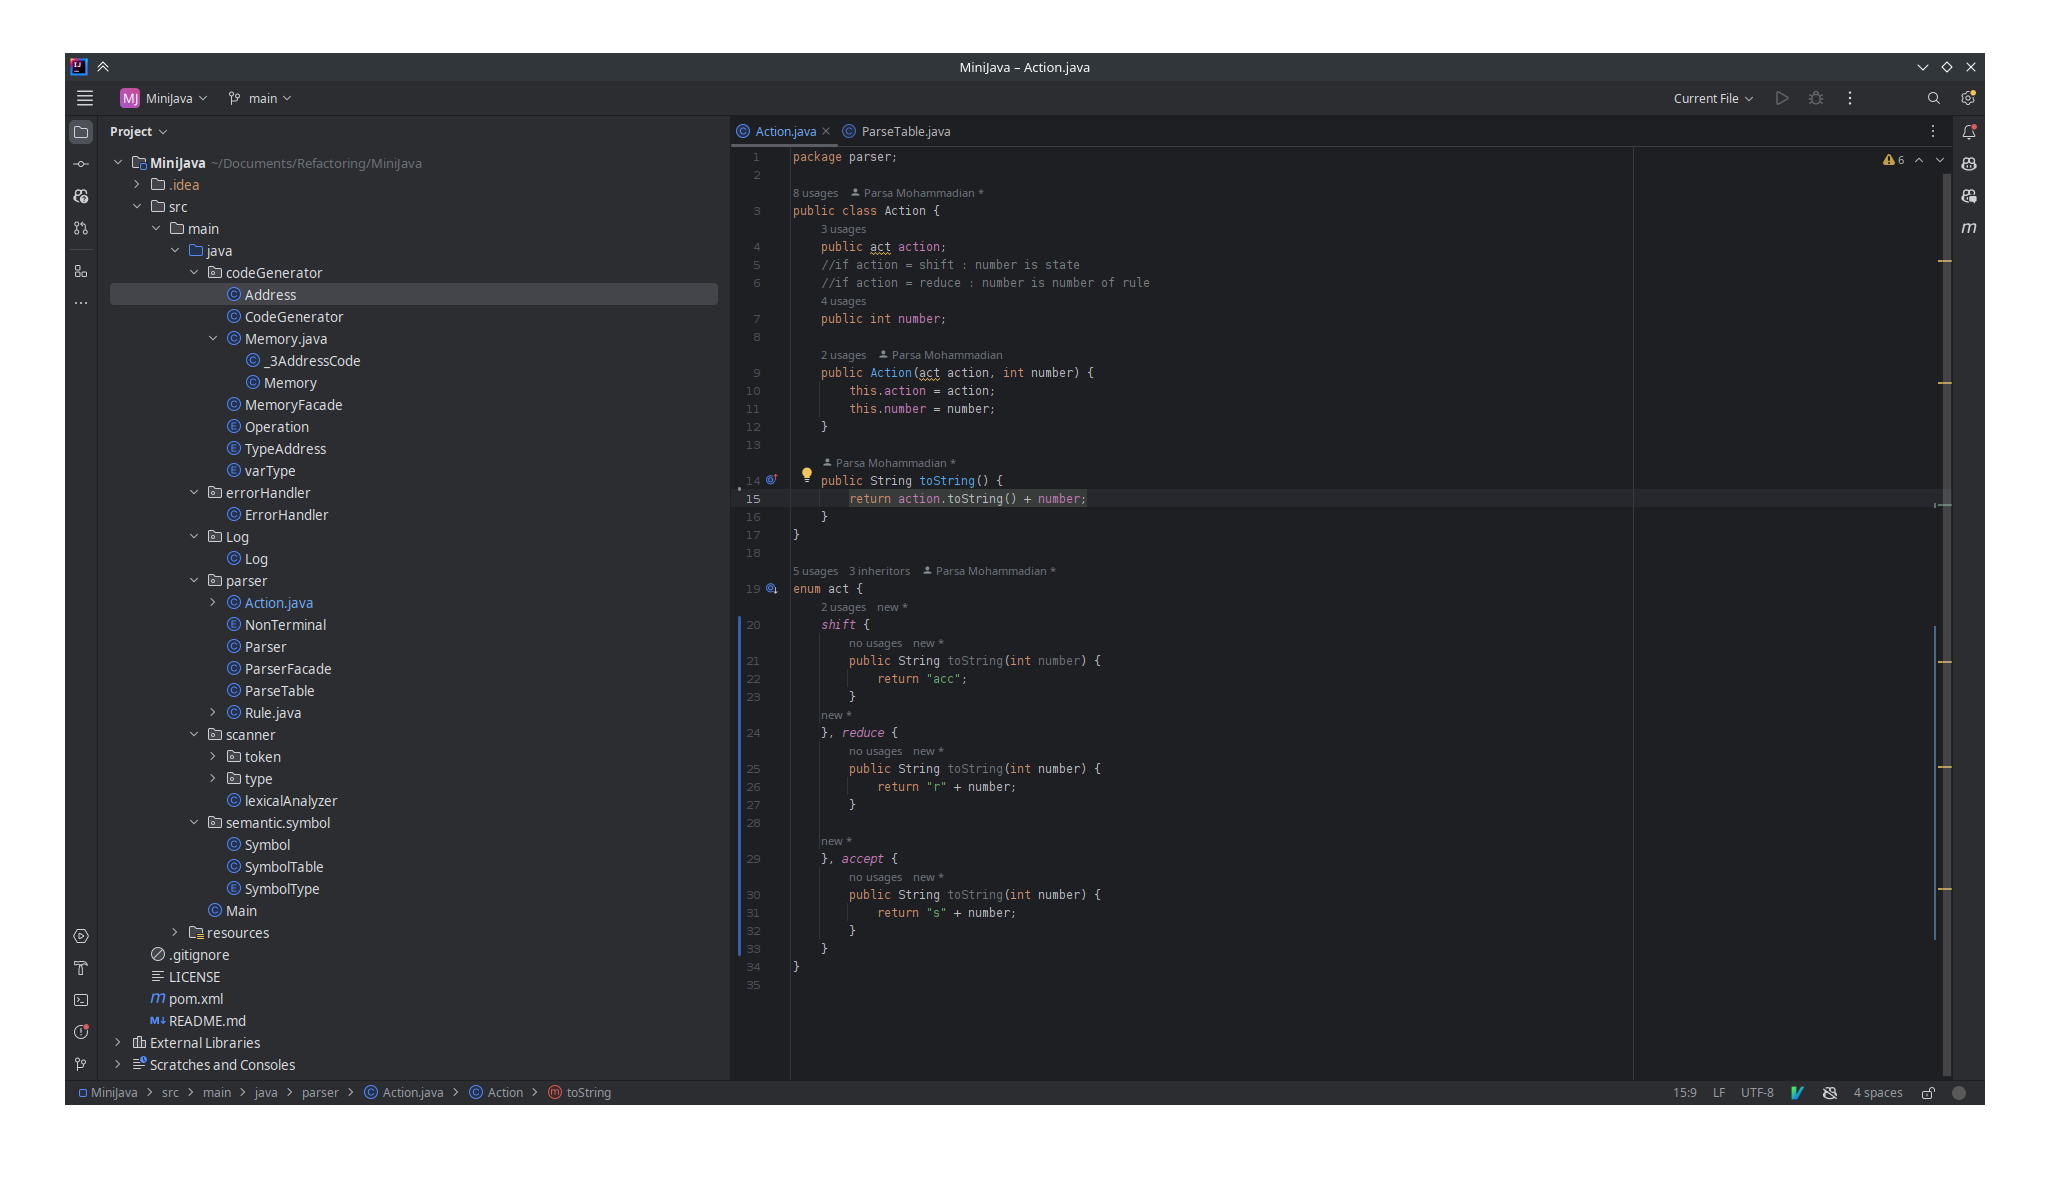 MiniJava – Action.java
MJ MiniJava main
Current File
Project
Action.java
ParseTable.java
MiniJava ~/Documents/Refactoring/MiniJava
.idea
src
main
java
codeGenerator
Address
CodeGenerator
Memory.java
_3AddressCode
Memory
MemoryFacade
Operation
TypeAddress
varType
errorHandler
ErrorHandler
Log
Log
parser
Action.java
NonTerminal
Parser
ParserFacade
ParseTable
Rule.java
scanner
token
type
lexicalAnalyzer
semantic.symbol
Symbol
SymbolTable
SymbolType
Main
resources
.gitignore
LICENSE
pom.xml
README.md
External Libraries
Scratches and Consoles
6
1 package parser;
2
8 usages Parsa Mohammadian *
3 public class Action {
3 usages
4 public act action;
5 //if action = shift : number is state
6 //if action = reduce : number is number of rule
4 usages
7 public int number;
8
2 usages Parsa Mohammadian
9 public Action(act action, int number) {
10 this.action = action;
11 this.number = number;
12 }
13
Parsa Mohammadian *
14 public String toString() {
15 return action.toString() + number;
16 }
17 }
18
5 usages 3 inheritors Parsa Mohammadian *
19 enum act {
2 usages new *
20 shift {
no usages new *
21 public String toString(int number) {
22 return "acc";
23 }
new *
24 }, reduce {
no usages new *
25 public String toString(int number) {
26 return "r" + number;
27 }
28
new *
29 }, accept {
no usages new *
30 public String toString(int number) {
31 return "s" + number;
32 }
33 }
34 }
35
MiniJava > src > main > java > parser > Action.java > Action > toString
15:9 LF UTF-8 4 spaces